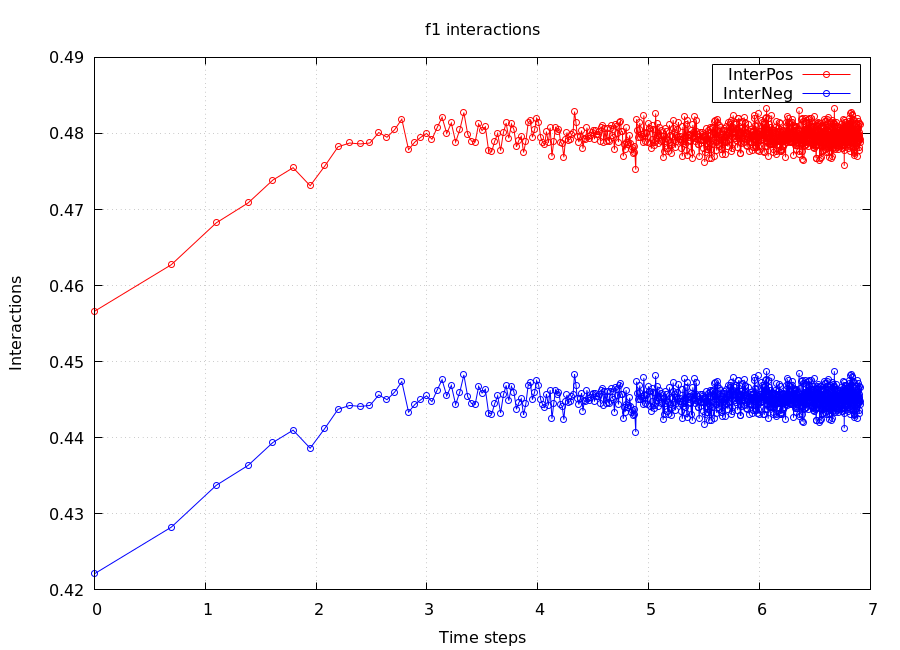 f1 interactions
InterPos
InterNeg
0.49
0.48
0.47
0.46
0.45
0.44
0.43
0.42
Interactions
0 1 2 3 4 5 6 7
Time steps